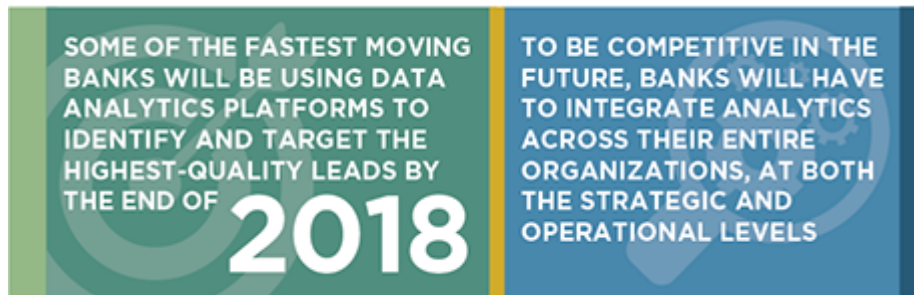 SOME OF THE FASTEST MOVING
BANKS WILL BE USING DATA
ANALYTICS PLATFORMS TO
IDENTIFY AND TARGET THE
HIGHEST-QUALITY LEADS BY
THE END OF 2018
TO BE COMPETITIVE IN THE
FUTURE, BANKS WILL HAVE
TO INTEGRATE ANALYTICS
ACROSS THEIR ENTIRE
ORGANIZATIONS, AT BOTH
THE STRATEGIC AND
OPERATIONAL LEVELS